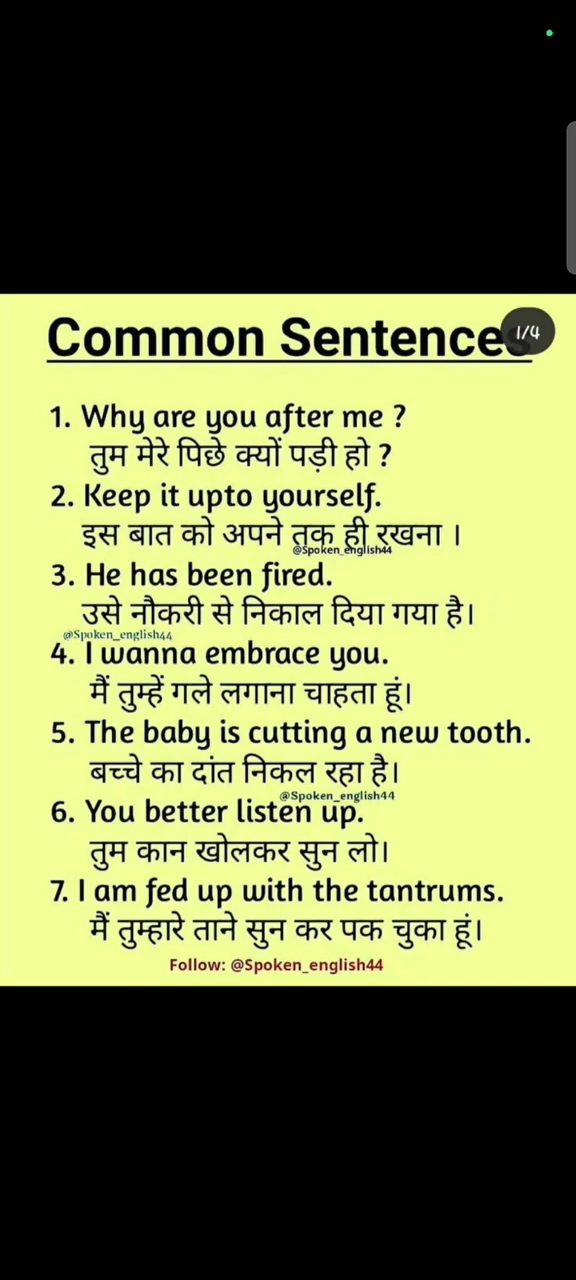 1/4
Common Sentences
1. Why are you after me ?
तुम मेरे पिछे क्यों पड़ी हो ?
2. Keep it upto yourself.
इस बात को अपने तक ही रखना ।
@Spoken_english44
3. He has been fired.
उसे नौकरी से निकाल दिया गया है।
@Spoken_english44
4. I wanna embrace you.
मैं तुम्हें गले लगाना चाहता हूं।
5. The baby is cutting a new tooth.
बच्चे का दांत निकल रहा है।
@Spoken_english44
6. You better listen up.
तुम कान खोलकर सुन लो।
7. I am fed up with the tantrums.
मैं तुम्हारे ताने सुन कर पक चुका हूं।
Follow: @Spoken_english44